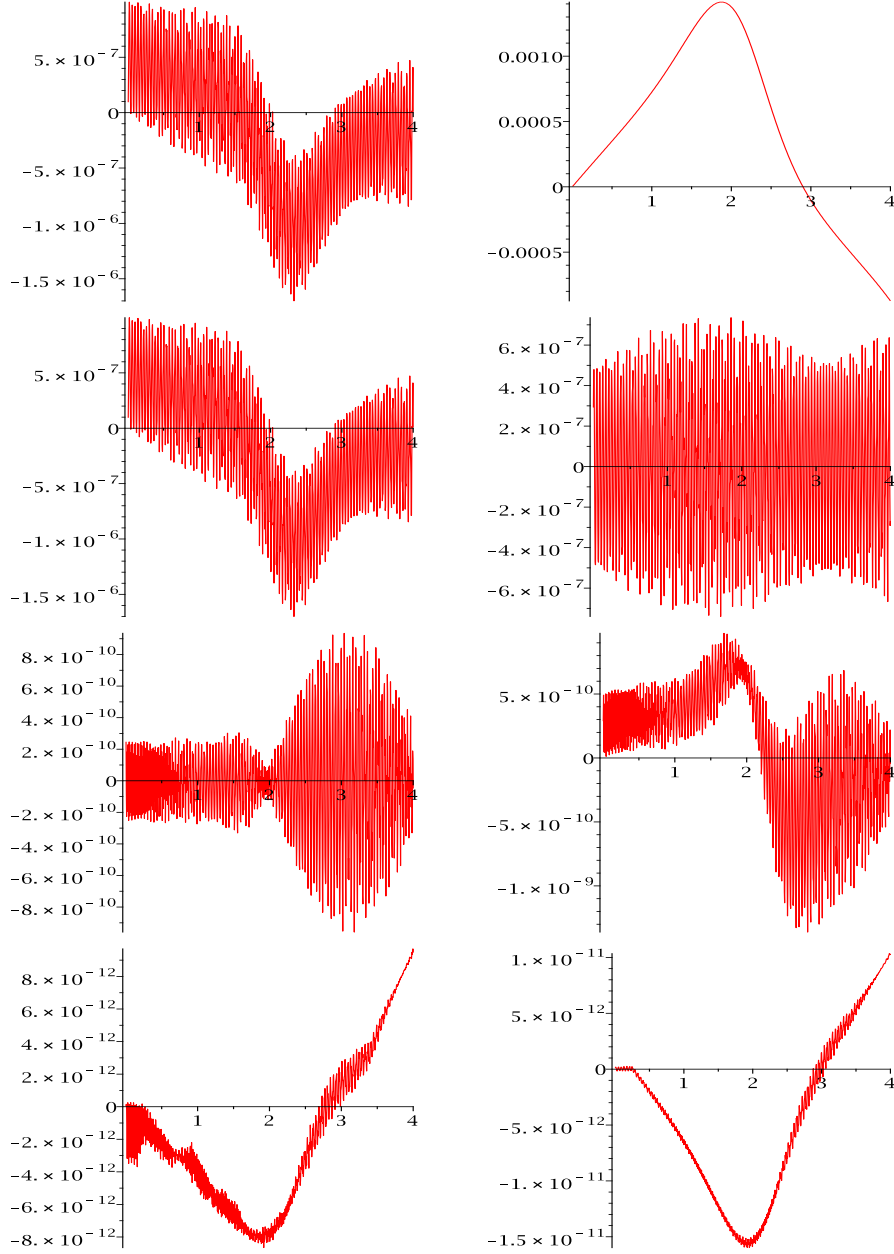 5. × 10⁻⁷
0
−5. × 10⁻⁷
−1. × 10⁻⁶
−1.5 × 10⁻⁶
1 2 3 4
0.0010
0.0005
0
−0.0005
1 2 3 4
5. × 10⁻⁷
0
−5. × 10⁻⁷
−1. × 10⁻⁶
−1.5 × 10⁻⁶
1 2 3 4
6. × 10⁻⁷
4. × 10⁻⁷
2. × 10⁻⁷
0
−2. × 10⁻⁷
−4. × 10⁻⁷
−6. × 10⁻⁷
1 2 3 4
8. × 10⁻¹⁰
6. × 10⁻¹⁰
4. × 10⁻¹⁰
2. × 10⁻¹⁰
0
−2. × 10⁻¹⁰
−4. × 10⁻¹⁰
−6. × 10⁻¹⁰
−8. × 10⁻¹⁰
1 2 3 4
5. × 10⁻¹⁰
0
−5. × 10⁻¹⁰
−1. × 10⁻⁹
1 2 3 4
8. × 10⁻¹²
6. × 10⁻¹²
4. × 10⁻¹²
2. × 10⁻¹²
0
−2. × 10⁻¹²
−4. × 10⁻¹²
−6. × 10⁻¹²
−8. × 10⁻¹²
1 2 3 4
1. × 10⁻¹¹
5. × 10⁻¹²
0
−5. × 10⁻¹²
−1. × 10⁻¹¹
−1.5 × 10⁻¹¹
1 2 3 4